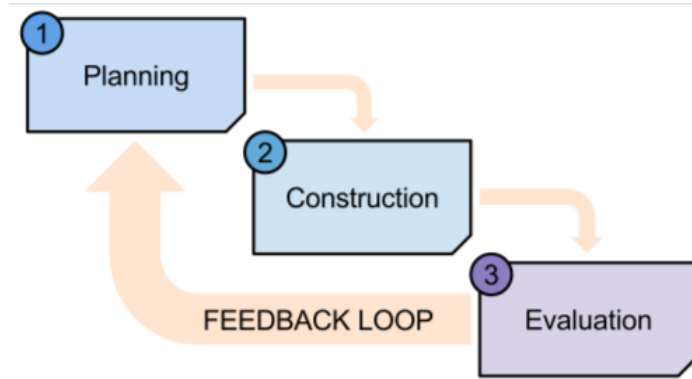 1
Planning
2
Construction
3
FEEDBACK LOOP
Evaluation